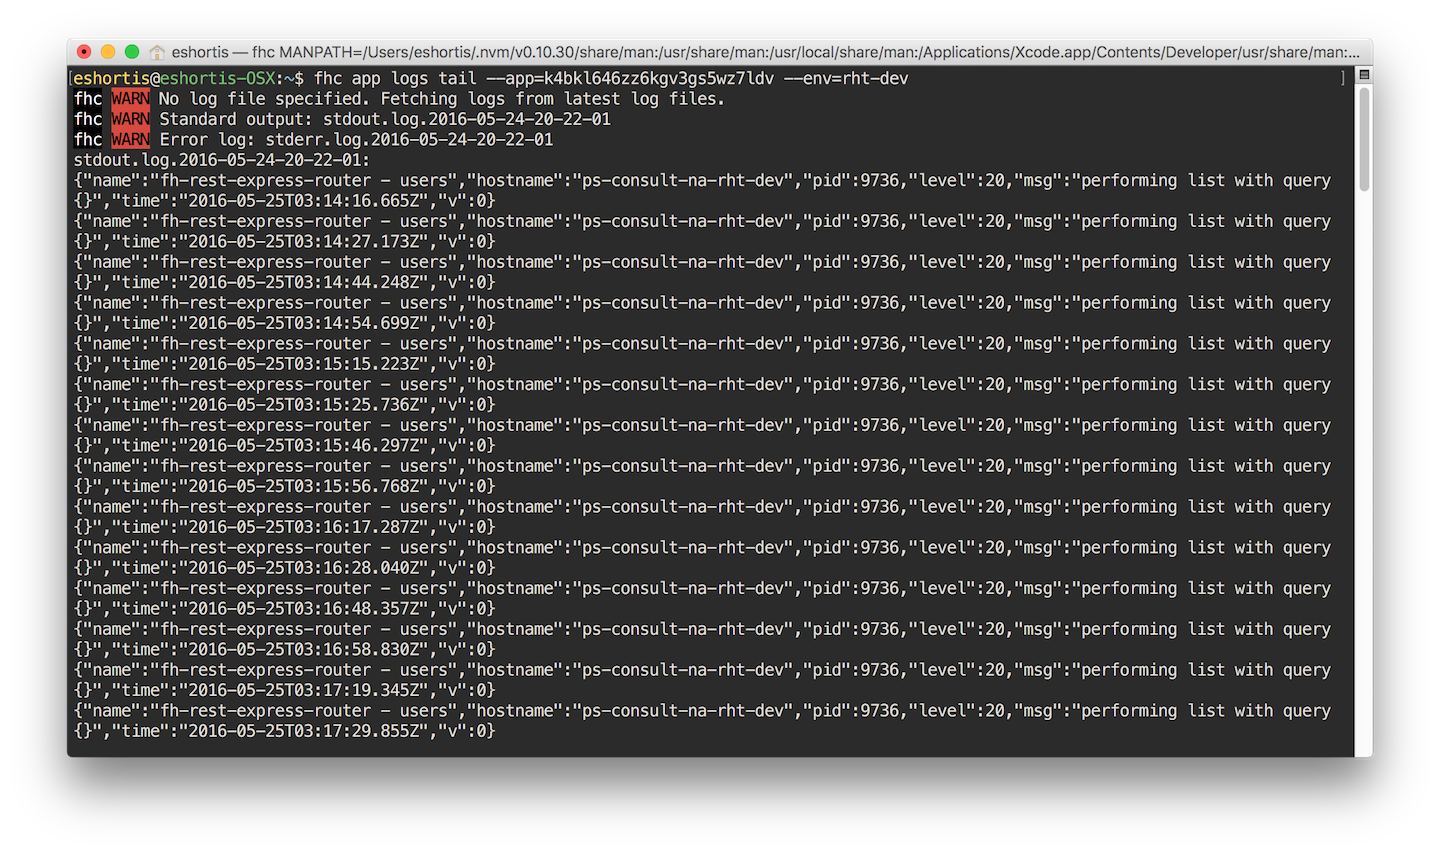 eshortis — fhc MANPATH=/Users/eshortis/.nvm/v0.10.30/share/man:/usr/share/man:/usr/local/share/man:/Applications/Xcode.app/Contents/Developer/usr/share/man:...
[eshortis@eshortis-OSX:~$ fhc app logs tail --app=k4bkl646zz6kgv3gs5wz7ldv --env=rht-dev ]
fhc WARN No log file specified. Fetching logs from latest log files.
fhc WARN Standard output: stdout.log.2016-05-24-20-22-01
fhc WARN Error log: stderr.log.2016-05-24-20-22-01
stdout.log.2016-05-24-20-22-01:
{"name":"fh-rest-express-router - users","hostname":"ps-consult-na-rht-dev","pid":9736,"level":20,"msg":"performing list with query
{}","time":"2016-05-25T03:14:16.665Z","v":0}
{"name":"fh-rest-express-router - users","hostname":"ps-consult-na-rht-dev","pid":9736,"level":20,"msg":"performing list with query
{}","time":"2016-05-25T03:14:27.173Z","v":0}
{"name":"fh-rest-express-router - users","hostname":"ps-consult-na-rht-dev","pid":9736,"level":20,"msg":"performing list with query
{}","time":"2016-05-25T03:14:44.248Z","v":0}
{"name":"fh-rest-express-router - users","hostname":"ps-consult-na-rht-dev","pid":9736,"level":20,"msg":"performing list with query
{}","time":"2016-05-25T03:14:54.699Z","v":0}
{"name":"fh-rest-express-router - users","hostname":"ps-consult-na-rht-dev","pid":9736,"level":20,"msg":"performing list with query
{}","time":"2016-05-25T03:15:15.223Z","v":0}
{"name":"fh-rest-express-router - users","hostname":"ps-consult-na-rht-dev","pid":9736,"level":20,"msg":"performing list with query
{}","time":"2016-05-25T03:15:25.736Z","v":0}
{"name":"fh-rest-express-router - users","hostname":"ps-consult-na-rht-dev","pid":9736,"level":20,"msg":"performing list with query
{}","time":"2016-05-25T03:15:46.297Z","v":0}
{"name":"fh-rest-express-router - users","hostname":"ps-consult-na-rht-dev","pid":9736,"level":20,"msg":"performing list with query
{}","time":"2016-05-25T03:15:56.768Z","v":0}
{"name":"fh-rest-express-router - users","hostname":"ps-consult-na-rht-dev","pid":9736,"level":20,"msg":"performing list with query
{}","time":"2016-05-25T03:16:17.287Z","v":0}
{"name":"fh-rest-express-router - users","hostname":"ps-consult-na-rht-dev","pid":9736,"level":20,"msg":"performing list with query
{}","time":"2016-05-25T03:16:28.040Z","v":0}
{"name":"fh-rest-express-router - users","hostname":"ps-consult-na-rht-dev","pid":9736,"level":20,"msg":"performing list with query
{}","time":"2016-05-25T03:16:48.357Z","v":0}
{"name":"fh-rest-express-router - users","hostname":"ps-consult-na-rht-dev","pid":9736,"level":20,"msg":"performing list with query
{}","time":"2016-05-25T03:16:58.830Z","v":0}
{"name":"fh-rest-express-router - users","hostname":"ps-consult-na-rht-dev","pid":9736,"level":20,"msg":"performing list with query
{}","time":"2016-05-25T03:17:19.345Z","v":0}
{"name":"fh-rest-express-router - users","hostname":"ps-consult-na-rht-dev","pid":9736,"level":20,"msg":"performing list with query
{}","time":"2016-05-25T03:17:29.855Z","v":0}